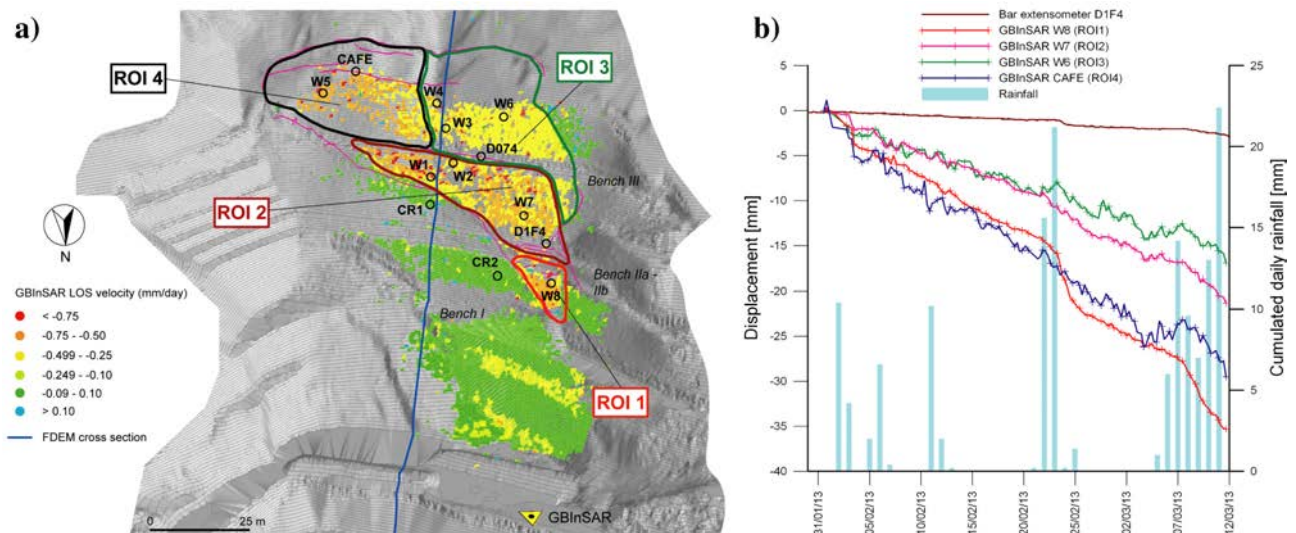 a)
ROI 4
CAFE
W5
W4
W3
W6
ROI 3
D074
W1
W2
Bench III
ROI 2
W7
CR1
D1F4
N
CR2
Bench IIa -
IIb
W8
Bench I
ROI 1
GBInSAR LOS velocity (mm/day)
< -0.75
-0.75 - -0.50
-0.499 - -0.25
-0.249 - -0.10
-0.09 - 0.10
> 0.10
FDEM cross section
0
25 m
GBInSAR
b)
Bar extensometer D1F4
GBInSAR W8 (ROI1)
GBInSAR W7 (ROI2)
GBInSAR W6 (ROI3)
GBInSAR CAFE (ROI4)
Rainfall
Displacement [mm]
5
0
-5
-10
-15
-20
-25
-30
-35
-40
Cumulated daily rainfall [mm]
25
20
15
10
5
0
31/01/13
05/02/13
10/02/13
15/02/13
20/02/13
25/02/13
02/03/13
07/03/13
12/03/13